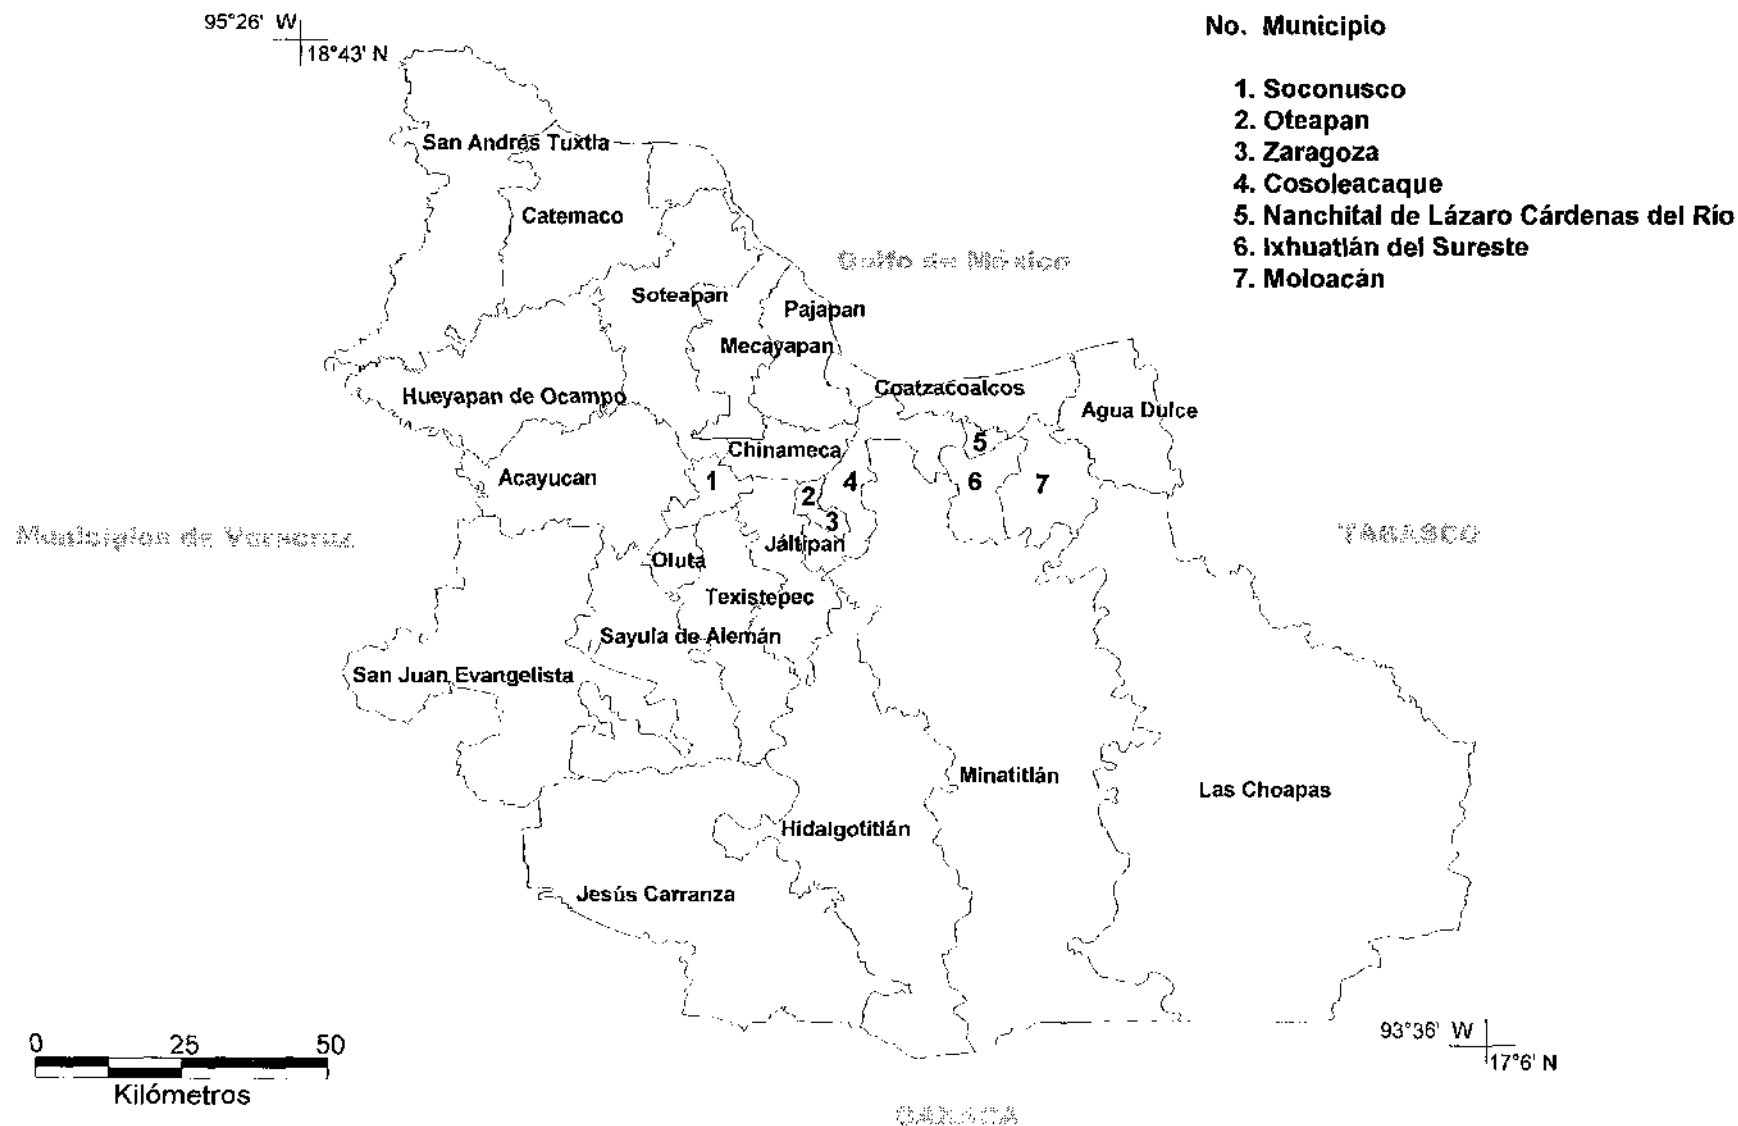 95°26' W
18°43' N
No. Municipio
1. Soconusco
2. Oteapan
3. Zaragoza
4. Cosoleacaque
5. Nanchital de Lázaro Cárdenas del Río
6. Ixhuatlán del Sureste
7. Moloacán
San Andrés Tuxtla
Catemaco
Golfo de México
Soteapan
Pajapan
Mecayapan
Coatzacoalcos
Hueyapan de Ocampo
Agua Dulce
5
Chinameca
Acayucan
1
4
6
7
2
3
Municipios de Veracruz
TABASCO
Jáltipan
Oluta
Texistepec
Sayula de Alemán
San Juan Evangelista
Minatitlán
Las Choapas
Hidalgotitlán
Jesús Carranza
93°36' W
17°6' N
0 25 50
Kilómetros
OAXACA